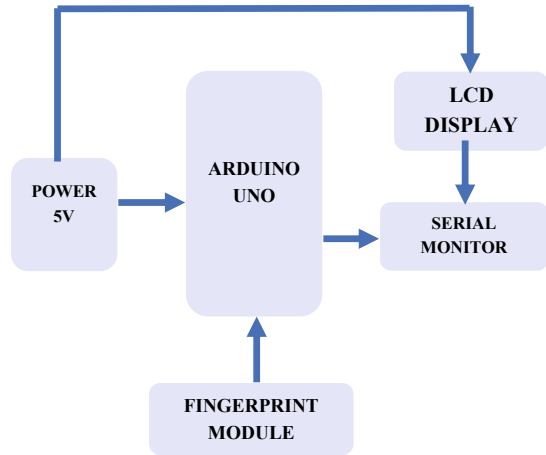 LCD
DISPLAY
ARDUINO
UNO
POWER
5V
SERIAL
MONITOR
FINGERPRINT
MODULE